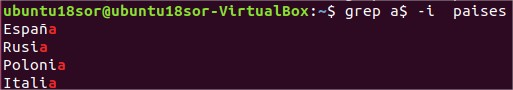 ubuntu18sor@ubuntu18sor-VirtualBox:~$ grep a$ -i  paises
España
Rusia
Polonia
Italia